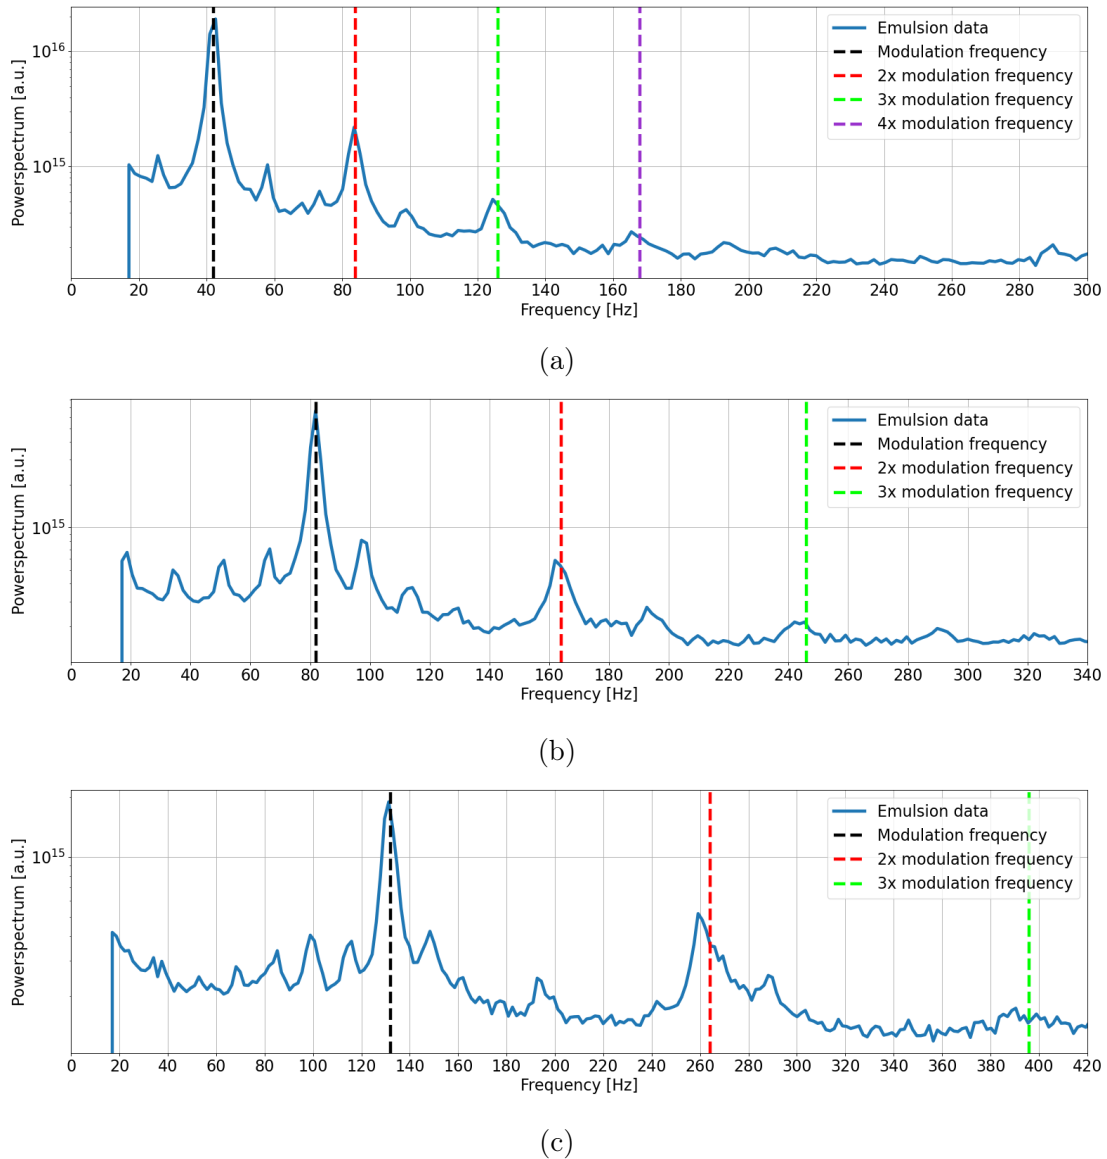 Powerspectrum [a.u.]
10^16
10^15
Emulsion data
Modulation frequency
2x modulation frequency
3x modulation frequency
4x modulation frequency
0 20 40 60 80 100 120 140 160 180 200 220 240 260 280 300
Frequency [Hz]
(a)
Powerspectrum [a.u.]
10^15
Emulsion data
Modulation frequency
2x modulation frequency
3x modulation frequency
0 20 40 60 80 100 120 140 160 180 200 220 240 260 280 300 320 340
Frequency [Hz]
(b)
Powerspectrum [a.u.]
10^15
Emulsion data
Modulation frequency
2x modulation frequency
3x modulation frequency
0 20 40 60 80 100 120 140 160 180 200 220 240 260 280 300 320 340 360 380 400 420
Frequency [Hz]
(c)